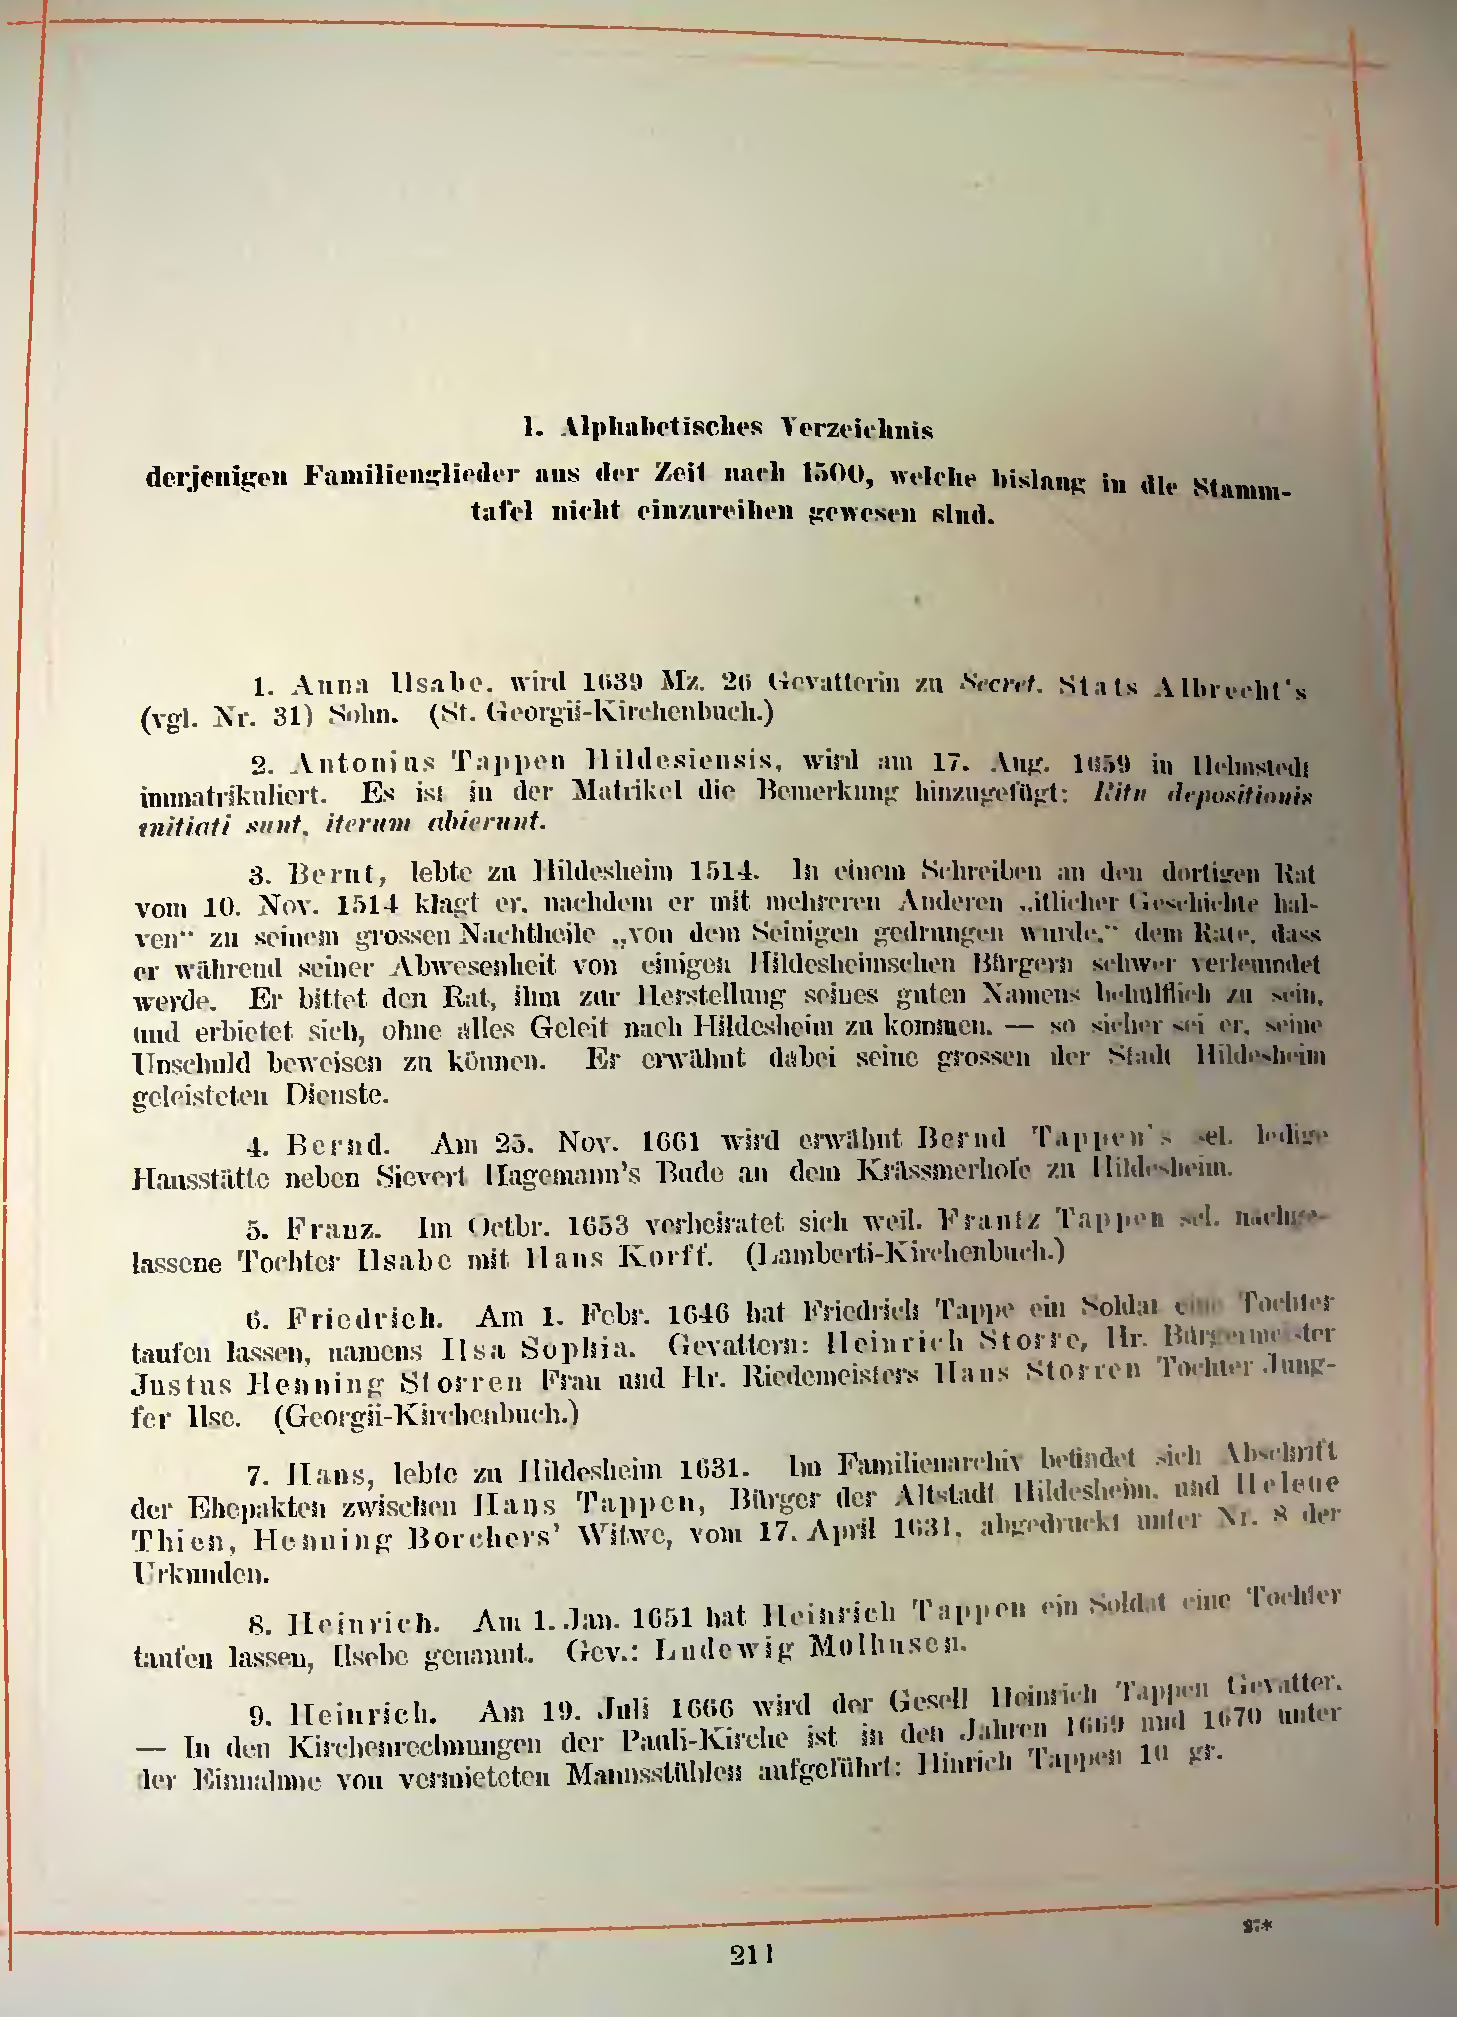 1. Alphabetisches Verzeichnis
derjenigen Familienglieder aus der Zeit nach 1500, welche bislang in die Stamm-
tafel nicht einzureihen gewesen sind.
1. Anna Ilsabe. wird 1639 Mz. 26 Gevatterin zu Secret. Stats Albrecht's
(vgl. Nr. 31) Sohn. (St. Georgii-Kirchenbuch.)
2. Antonius Tappen Hildesiensis, wird am 17. Aug. 1659 in Helmstedt
immatrikuliert. Es ist in der Matrikel die Bemerkung hinzugefügt: Ritu depositionis
initiati sunt, iterum abierunt.
3. Bernt, lebte zu Hildesheim 1514. In einem Schreiben an den dortigen Rat
vom 10. Nov. 1514 klagt er, nachdem er mit mehreren Anderen „itlicher Geschichte hal-
ven“ zu seinem grossen Nachtheile „von dem Seinigen gedrungen wurde,“ dem Rate, dass
er während seiner Abwesenheit von einigen Hildesheimschen Bürgern schwer verleumdet
werde. Er bittet den Rat, ihm zur Herstellung seines guten Namens behülflich zu sein,
und erbietet sich, ohne alles Geleit nach Hildesheim zu kommen. — so sicher sei er, seine
Unschuld beweisen zu können. Er erwähnt dabei seine grossen der Stadt Hildesheim
geleisteten Dienste.
4. Bernd. Am 25. Nov. 1661 wird erwähnt Bernd Tappen's sel. ledige
Hausstätte neben Sievert Hagemann's Bude an dem Krässmerhofe zu Hildesheim.
5. Franz. Im Octbr. 1653 verheiratet sich weil. Frantz Tappen sel. nachge-
lassene Tochter Ilsabe mit Hans Korff. (Lamberti-Kirchenbuch.)
6. Friedrich. Am 1. Febr. 1646 hat Friedrich Tappe ein Soldat eine Tochter
taufen lassen, namens Ilsa Sophia. Gevattern: Heinrich Storre, Hr. Bürgermeister
Justus Henning Storren Frau und Hr. Riedemeisters Hans Storren Tochter Jung-
fer Ilse. (Georgii-Kirchenbuch.)
7. Hans, lebte zu Hildesheim 1631. Im Familienarchiv befindet sich Abschrift
der Ehepakten zwischen Hans Tappen, Bürger der Altstadt Hildesheim, und Helene
Thien, Henning Borchers' Witwe, vom 17. April 1631, abgedruckt unter Nr. 8 der
Urkunden.
8. Heinrich. Am 1. Jan. 1651 hat Heinrich Tappen ein Soldat eine Tochter
taufen lassen, Ilsebe genannt. Gev.: Ludewig Molhusen.
9. Heinrich. Am 19. Juli 1666 wird der Gesell Heinrich Tappen Gevatter.
— In den Kirchenrechnungen der Pauli-Kirche ist in den Jahren 1669 und 1670 unter
der Einnahme von vermieteten Mannsstühlen aufgeführt: Hinrich Tappen 10 gr.
27*
211